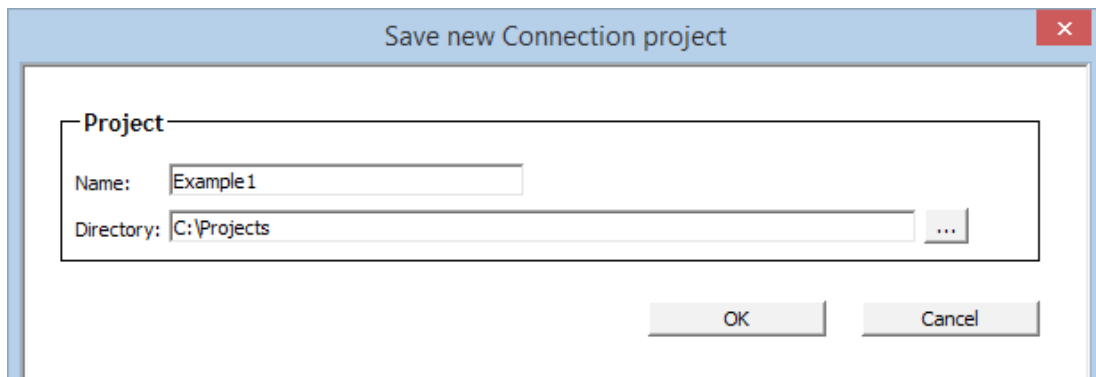 Save new Connection project
Project
Name: Example1
Directory: C:\Projects ...
OK Cancel